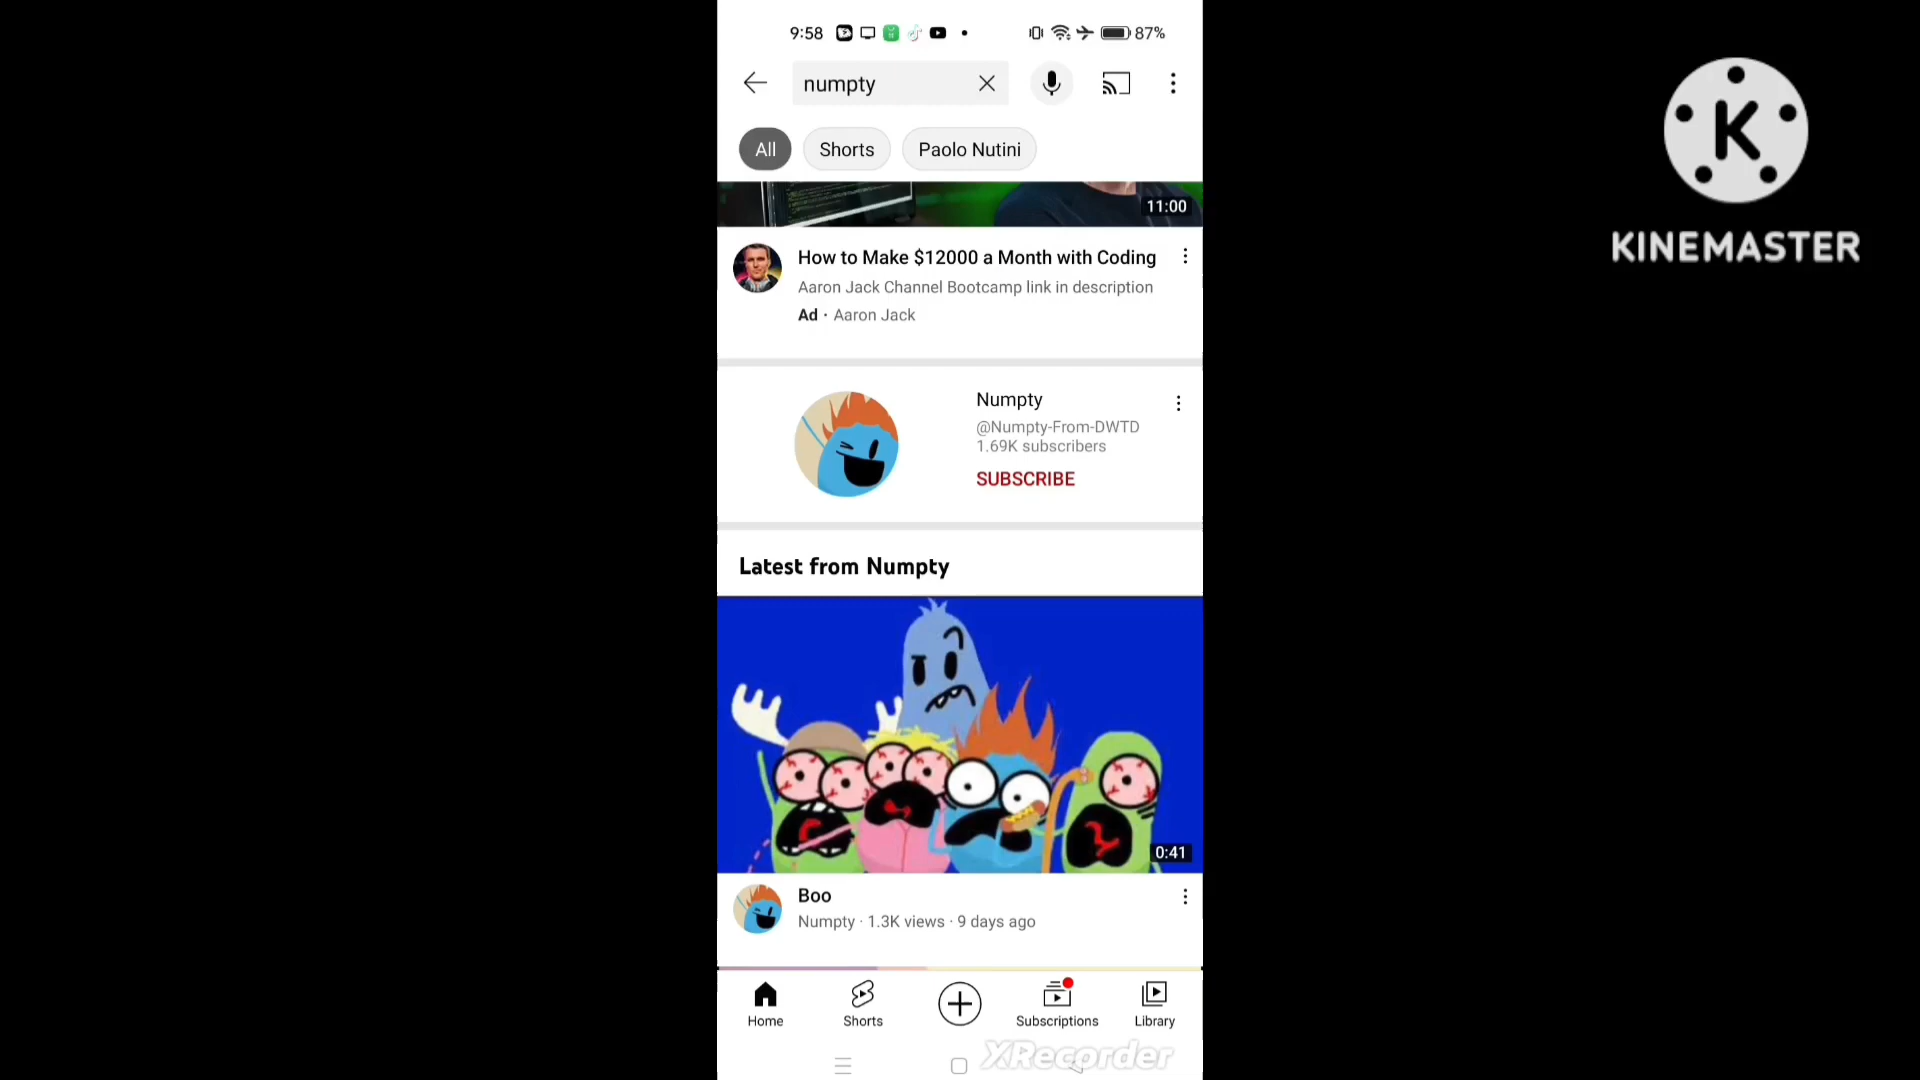 9:58
87%
numpty
All Shorts Paolo Nutini
11:00
How to Make $12000 a Month with Coding
Aaron Jack Channel Bootcamp link in description
Ad · Aaron Jack
Numpty
@Numpty-From-DWTD
1.69K subscribers
SUBSCRIBE
Latest from Numpty
0:41
Boo
Numpty · 1.3K views · 9 days ago
Home Shorts Subscriptions Library
XRecorder
K
KINEMASTER